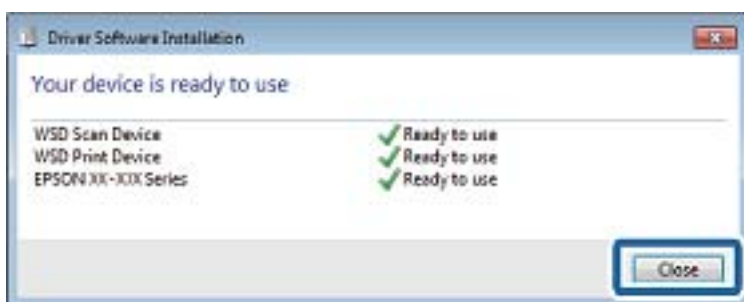 Driver Software Installation
Your device is ready to use
WSD Scan Device Ready to use
WSD Print Device Ready to use
EPSON XX-XXX Series Ready to use
Close